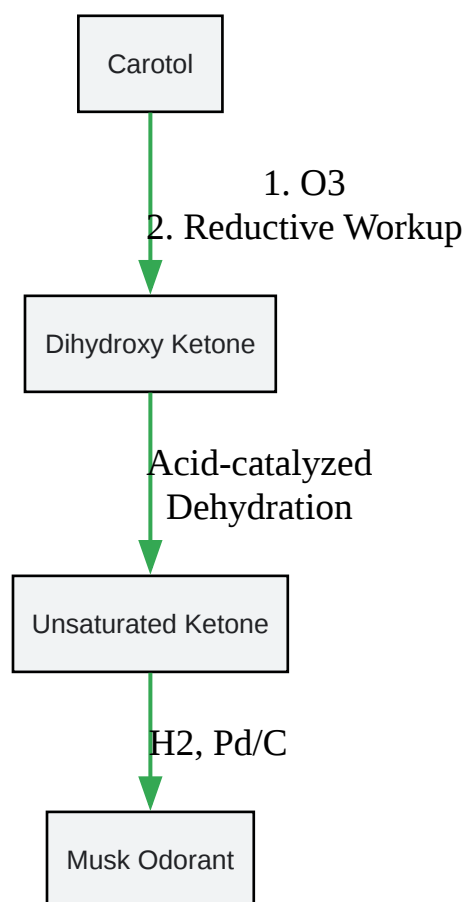 Carotol
1. O3
2. Reductive Workup
Dihydroxy Ketone
Acid-catalyzed
Dehydration
Unsaturated Ketone
H2, Pd/C
Musk Odorant